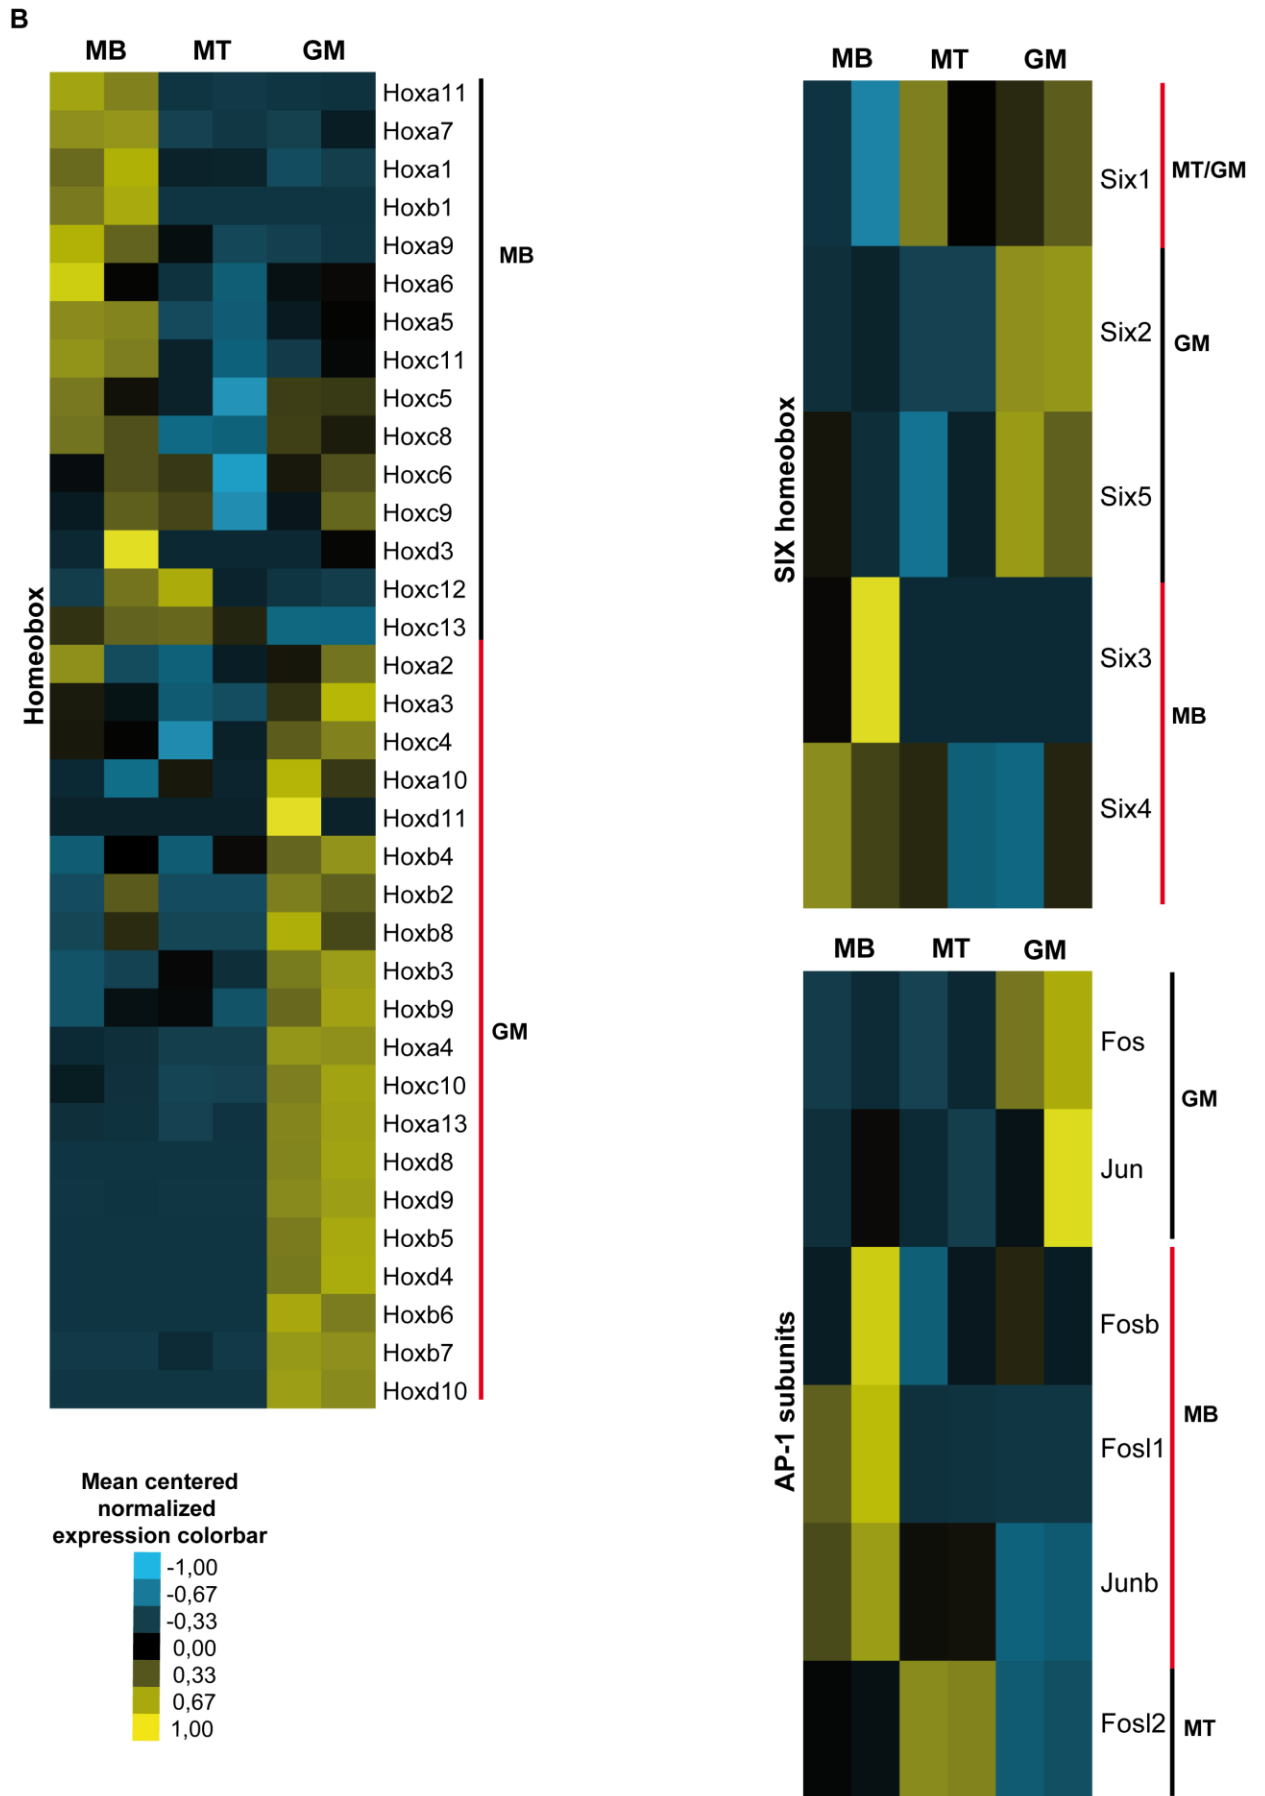 B
MB MT GM
Homeobox
Hoxa11
Hoxa7
Hoxa1
Hoxb1
Hoxa9
Hoxa6
Hoxa5
Hoxc11
Hoxc5
Hoxc8
Hoxc6
Hoxc9
Hoxd3
Hoxc12
Hoxc13
Hoxa2
Hoxa3
Hoxc4
Hoxa10
Hoxd11
Hoxb4
Hoxb2
Hoxb8
Hoxb3
Hoxb9
Hoxa4
Hoxc10
Hoxa13
Hoxd8
Hoxd9
Hoxb5
Hoxd4
Hoxb6
Hoxb7
Hoxd10
MB
GM
Mean centered
normalized
expression colorbar
-1,00
-0,67
-0,33
0,00
0,33
0,67
1,00
MB MT GM
SIX homeobox
Six1
Six2
Six5
Six3
Six4
MT/GM
GM
MB
MB MT GM
AP-1 subunits
Fos
Jun
Fosb
Fosl1
Junb
Fosl2
GM
MB
MT